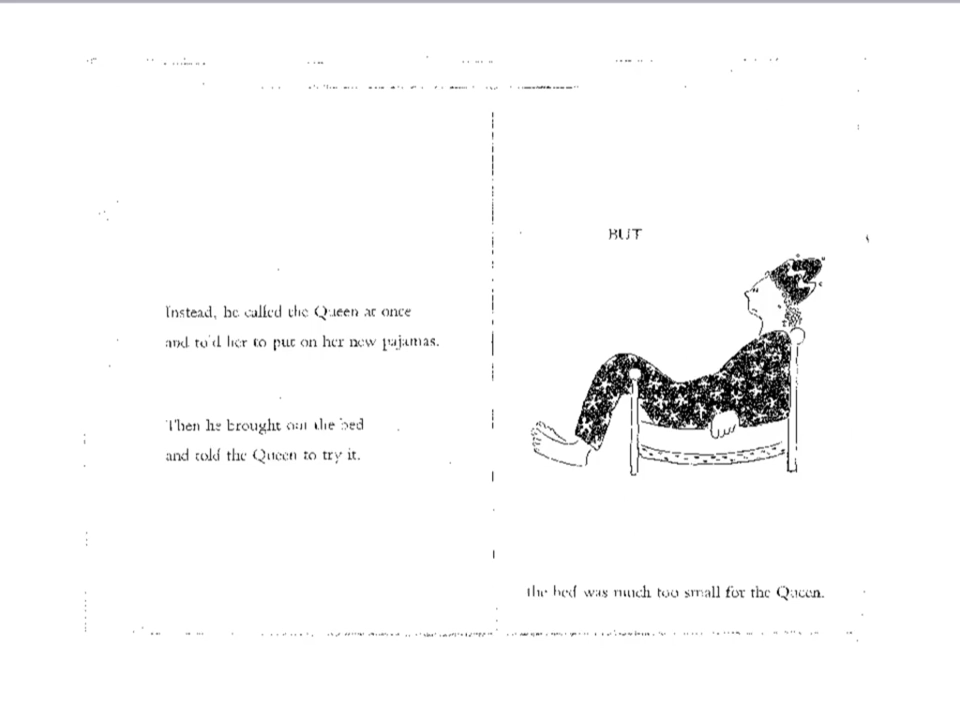 Instead, he called the Queen at once
and told her to put on her new pajamas.
Then he brought out the bed
and told the Queen to try it.
BUT
the bed was much too small for the Queen.